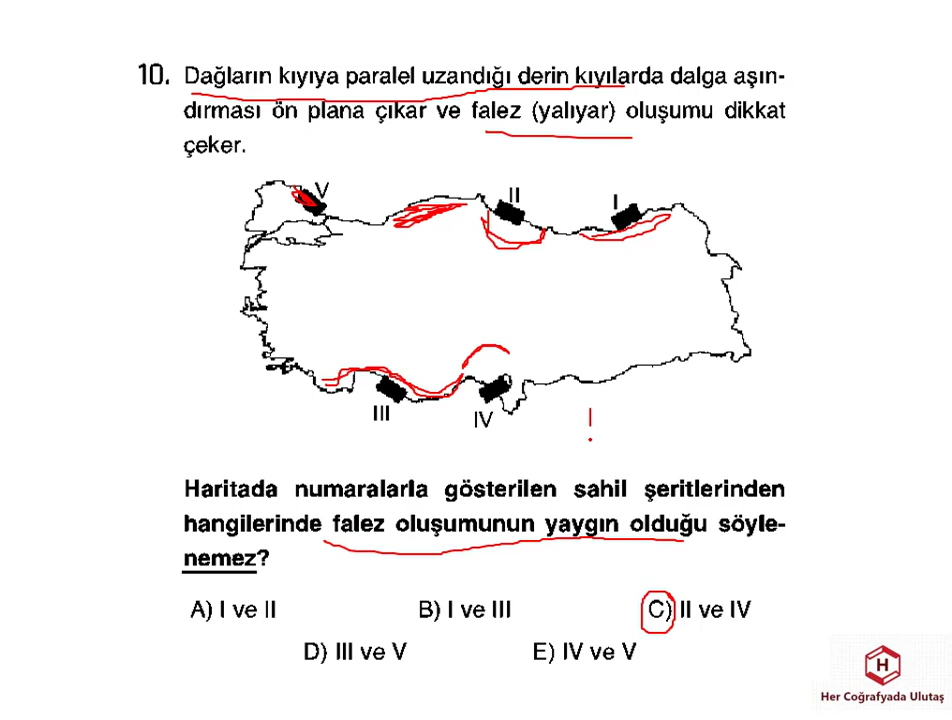 10. Dağların kıyıya paralel uzandığı derin kıyılarda dalga aşın-
dırması ön plana çıkar ve falez (yalıyar) oluşumu dikkat
çeker.
V
II
I
III
IV
Haritada numaralarla gösterilen sahil şeritlerinden
hangilerinde falez oluşumunun yaygın olduğu söyle-
nemez?
A) I ve II B) I ve III C) II ve IV
D) III ve V E) IV ve V
H
Her Coğrafyada Ulutaş